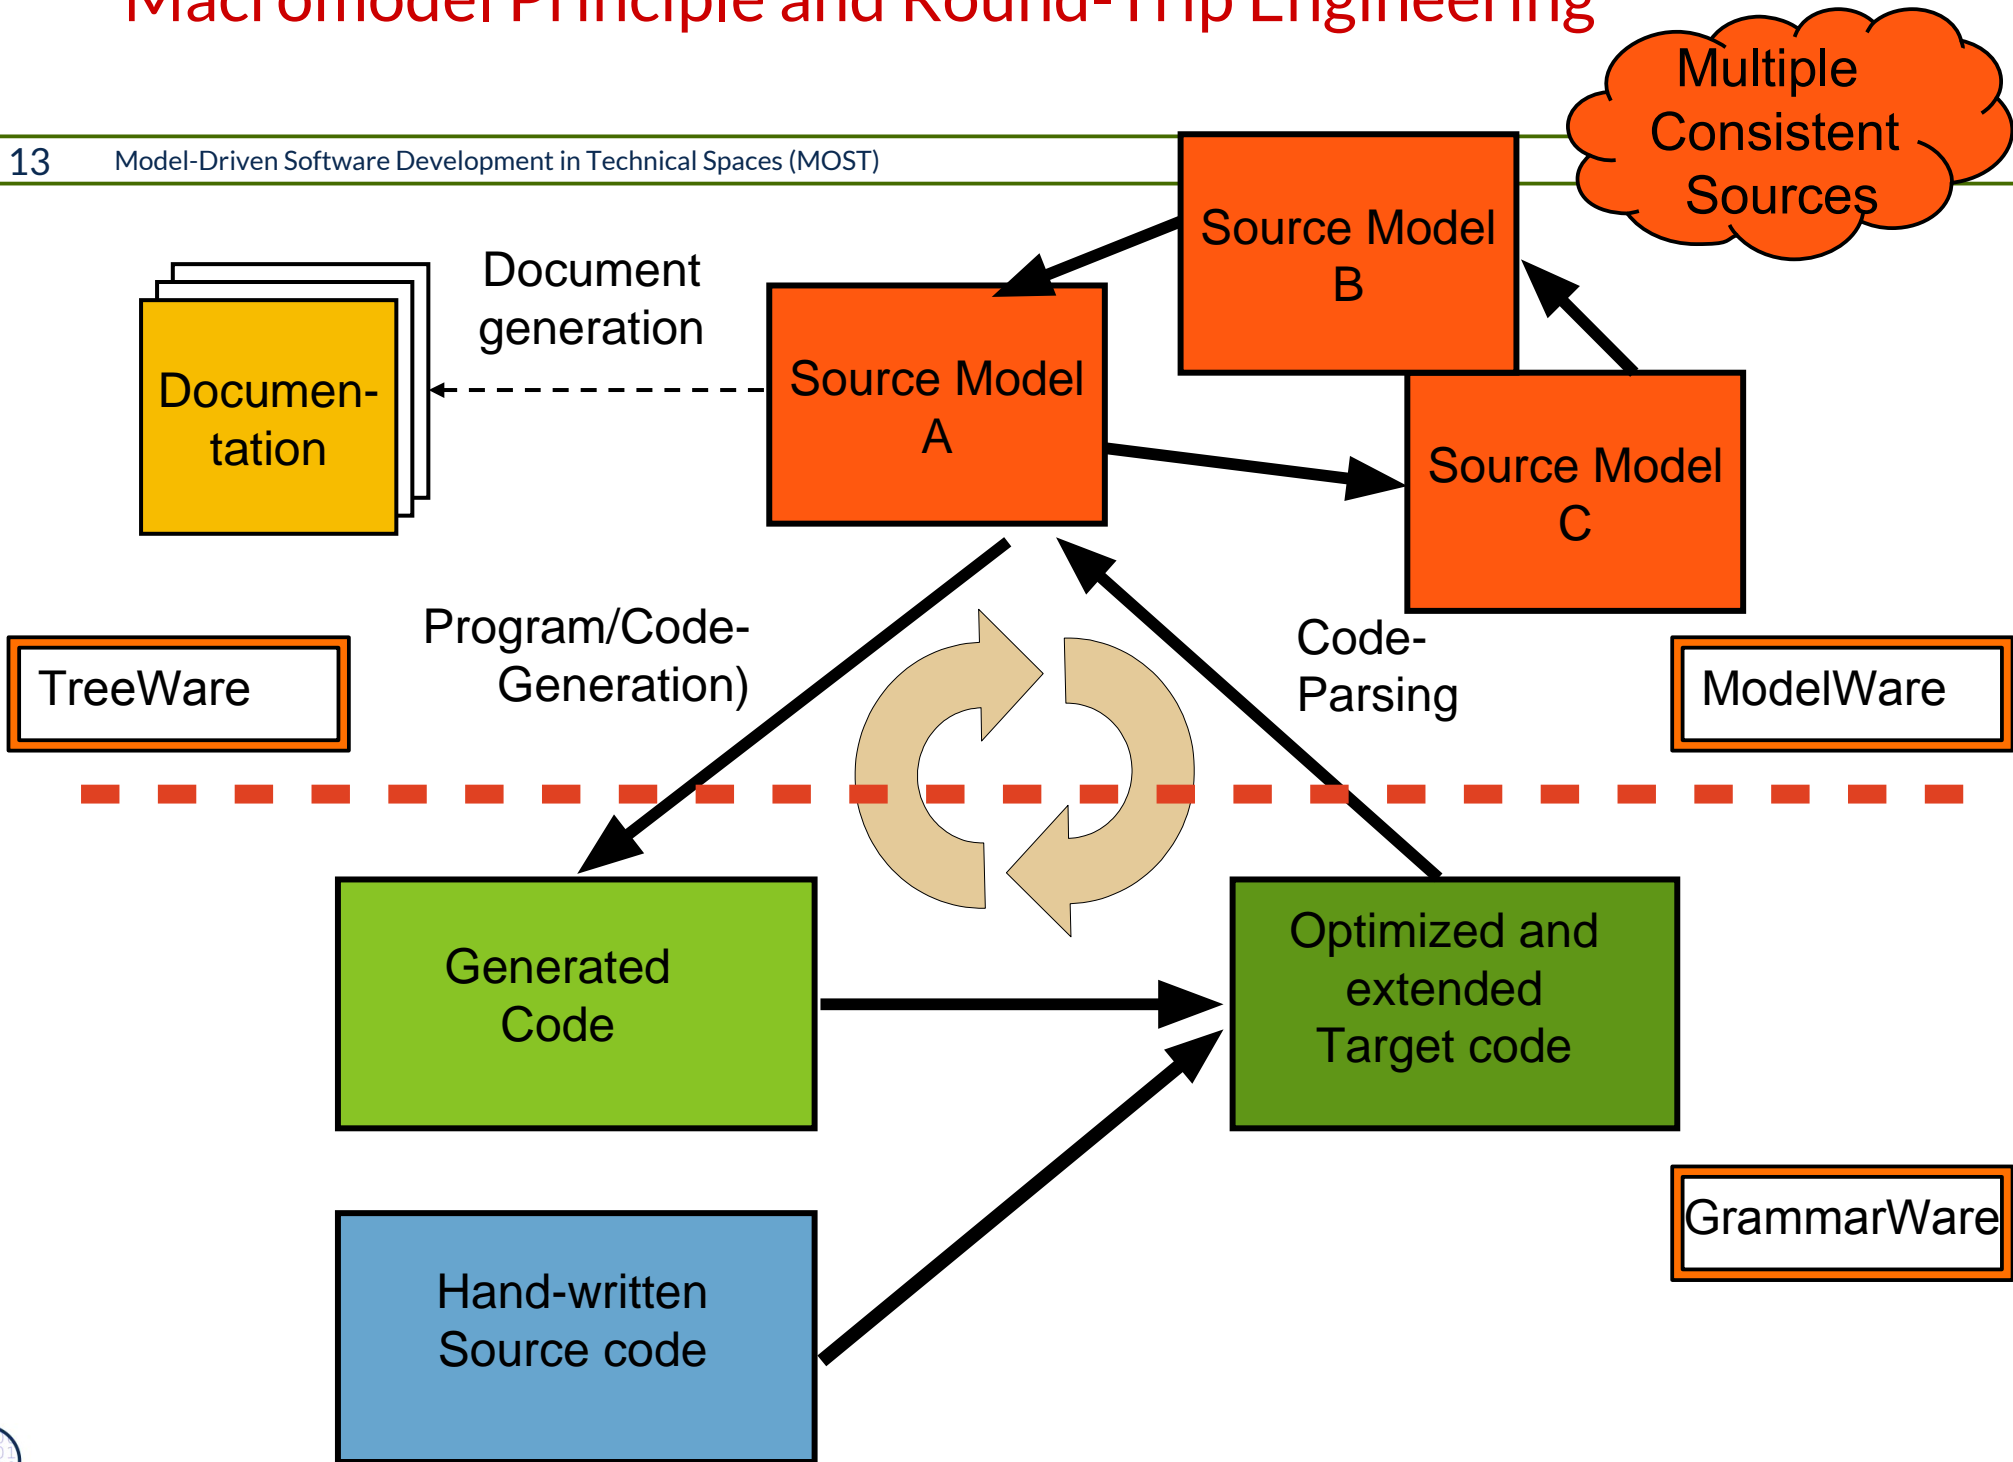 Macromodel Principle and Round-Trip Engineering
Multiple
Consistent
Sources
13
Model-Driven Software Development in Technical Spaces (MOST)
Source Model
B
Document
generation
Documen-
tation
Source Model
A
Source Model
C
Program/Code-
Generation)
Code-
Parsing
TreeWare
ModelWare
Generated
Code
Optimized and
extended
Target code
GrammarWare
Hand-written
Source code